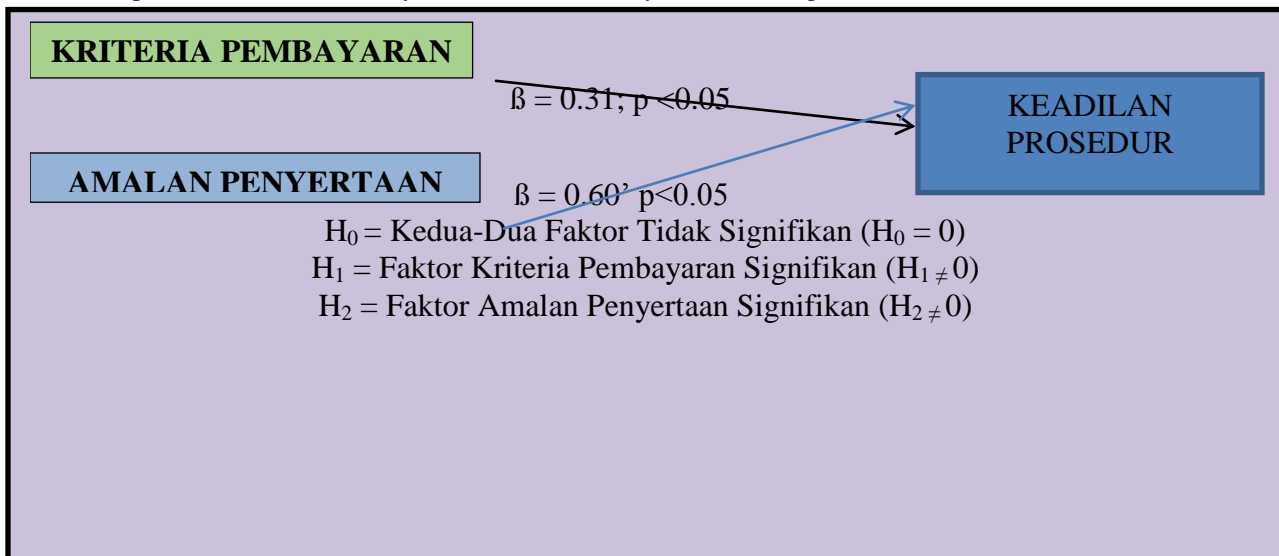 KRITERIA PEMBAYARAN
ß = 0.31; p <0.05
KEADILAN
PROSEDUR
AMALAN PENYERTAAN
ß = 0.60’ p<0.05
H₀ = Kedua-Dua Faktor Tidak Signifikan (H₀ = 0)
H₁ = Faktor Kriteria Pembayaran Signifikan (H₁ ≠ 0)
H₂ = Faktor Amalan Penyertaan Signifikan (H₂ ≠ 0)